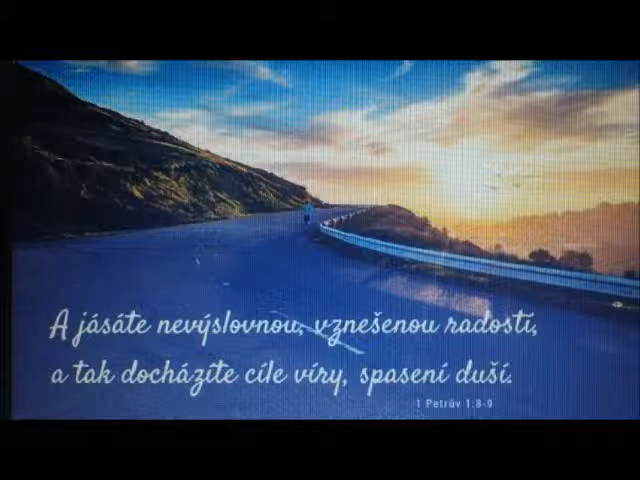 A jásáte nevýslovnou, vznešenou radostí,
a tak docházíte cíle víry, spasení duší.
1 Petrův 1:8-9